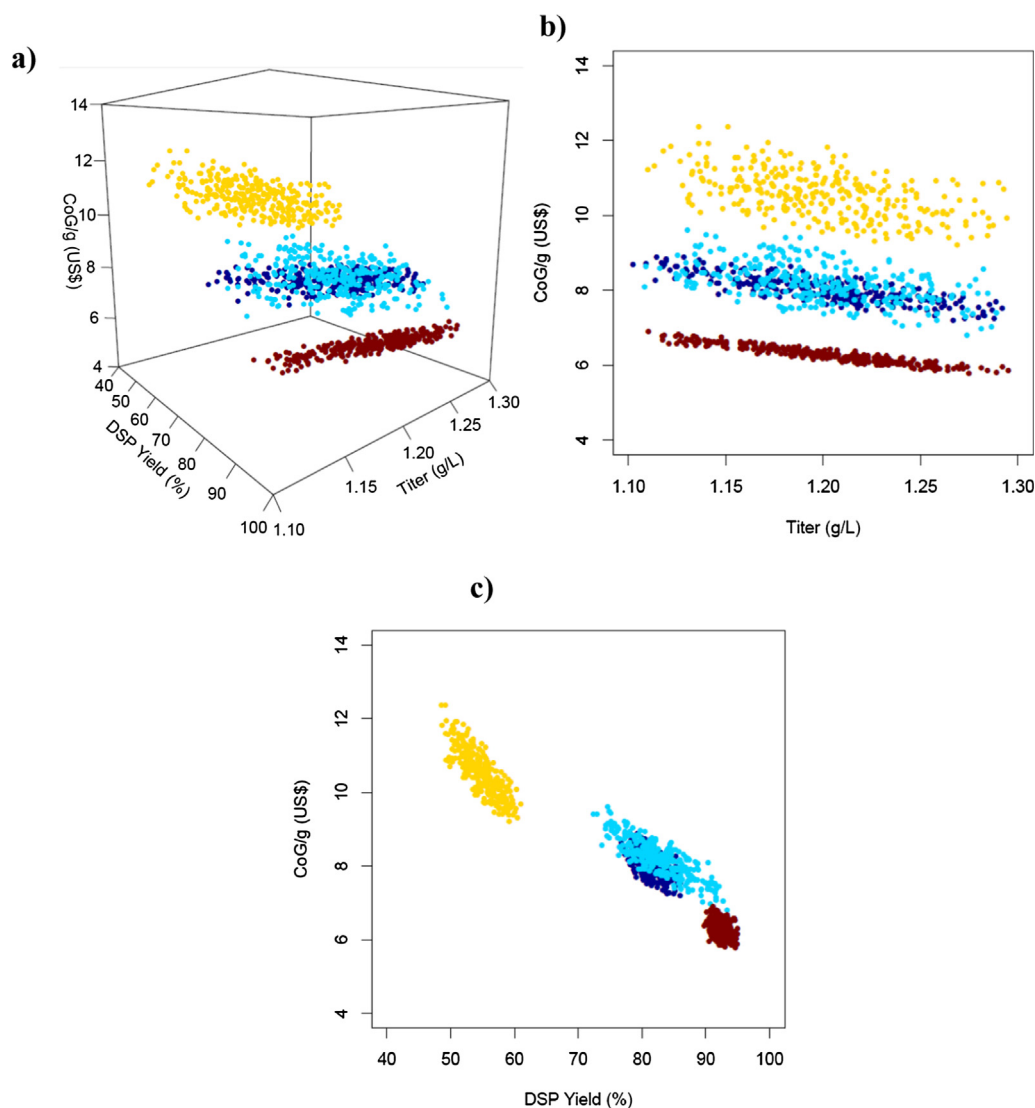 a)
14
12
10
8
6
4
CoG/g (US$)
40
50
60
70
80
90
100
DSP Yield (%)
1.10
1.15
1.20
1.25
1.30
Titer (g/L)
b)
14
12
10
8
6
4
CoG/g (US$)
1.10 1.15 1.20 1.25 1.30
Titer (g/L)
c)
14
12
10
8
6
4
CoG/g (US$)
40 50 60 70 80 90 100
DSP Yield (%)